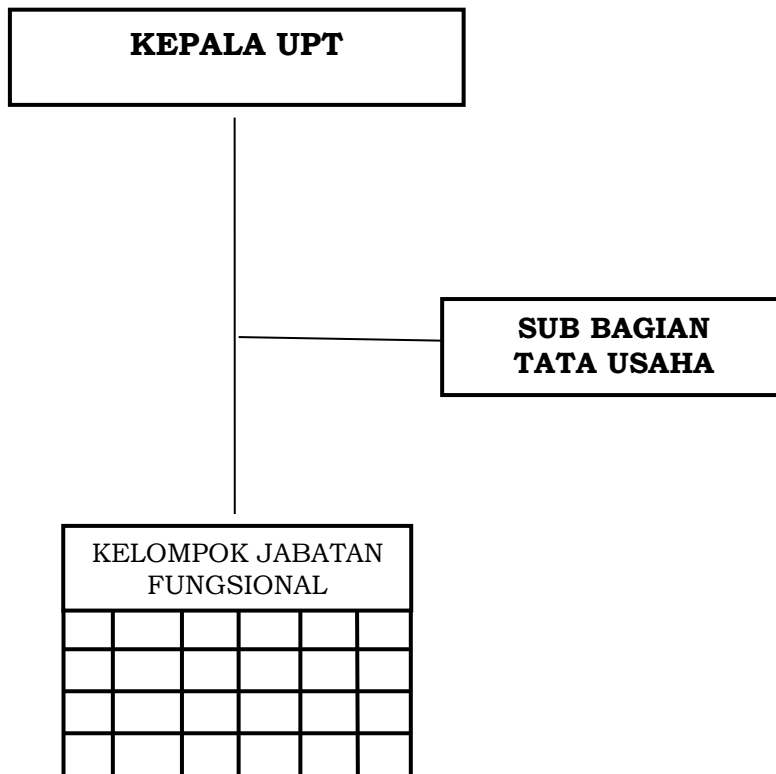 KEPALA UPT
SUB BAGIAN
TATA USAHA
KELOMPOK JABATAN
FUNGSIONAL